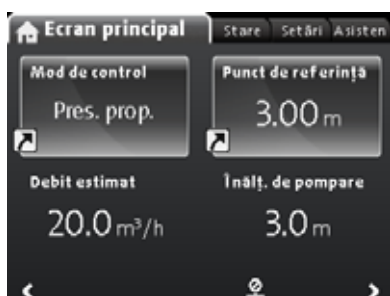 Ecran principal
Stare
Setări
Asisten
Mod de control
Punct de referință
Pres. prop.
3.00 m
Debit estimat
Înălț. de pompare
20.0 m³/h
3.0 m